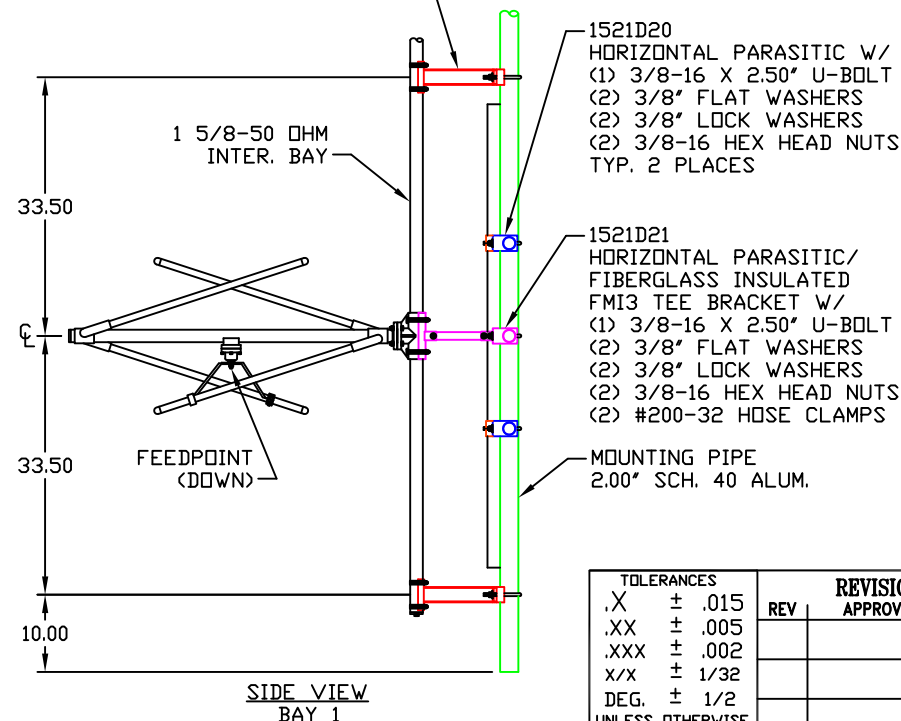 1521D20
HORIZONTAL PARASITIC W/
(1) 3/8-16 X 2.50" U-BOLT
(2) 3/8" FLAT WASHERS
(2) 3/8" LOCK WASHERS
(2) 3/8-16 HEX HEAD NUTS
TYP. 2 PLACES
1 5/8-50 OHM
INTER. BAY
33.50
1521D21
HORIZONTAL PARASITIC/
FIBERGLASS INSULATED
FMI3 TEE BRACKET W/
(1) 3/8-16 X 2.50" U-BOLT
(2) 3/8" FLAT WASHERS
(2) 3/8" LOCK WASHERS
(2) 3/8-16 HEX HEAD NUTS
(2) #200-32 HOSE CLAMPS
CL
33.50
FEEDPOINT
(DOWN)
MOUNTING PIPE
2.00" SCH. 40 ALUM.
10.00
SIDE VIEW
BAY 1
TOLERANCES
.X ± .015
.XX ± .005
.XXX ± .002
X/X ± 1/32
DEG. ± 1/2
UNLESS OTHERWISE
REVISIO
REV APPROV